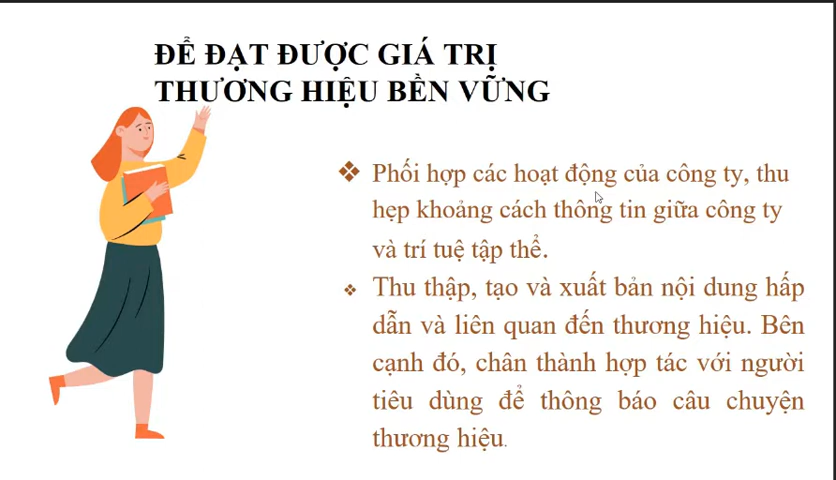 ĐỂ ĐẠT ĐƯỢC GIÁ TRỊ
THƯƠNG HIỆU BỀN VỮNG
❖ Phối hợp các hoạt động của công ty, thu
hẹp khoảng cách thông tin giữa công ty
và trí tuệ tập thể.
❖ Thu thập, tạo và xuất bản nội dung hấp
dẫn và liên quan đến thương hiệu. Bên
cạnh đó, chân thành hợp tác với người
tiêu dùng để thông báo câu chuyện
thương hiệu.